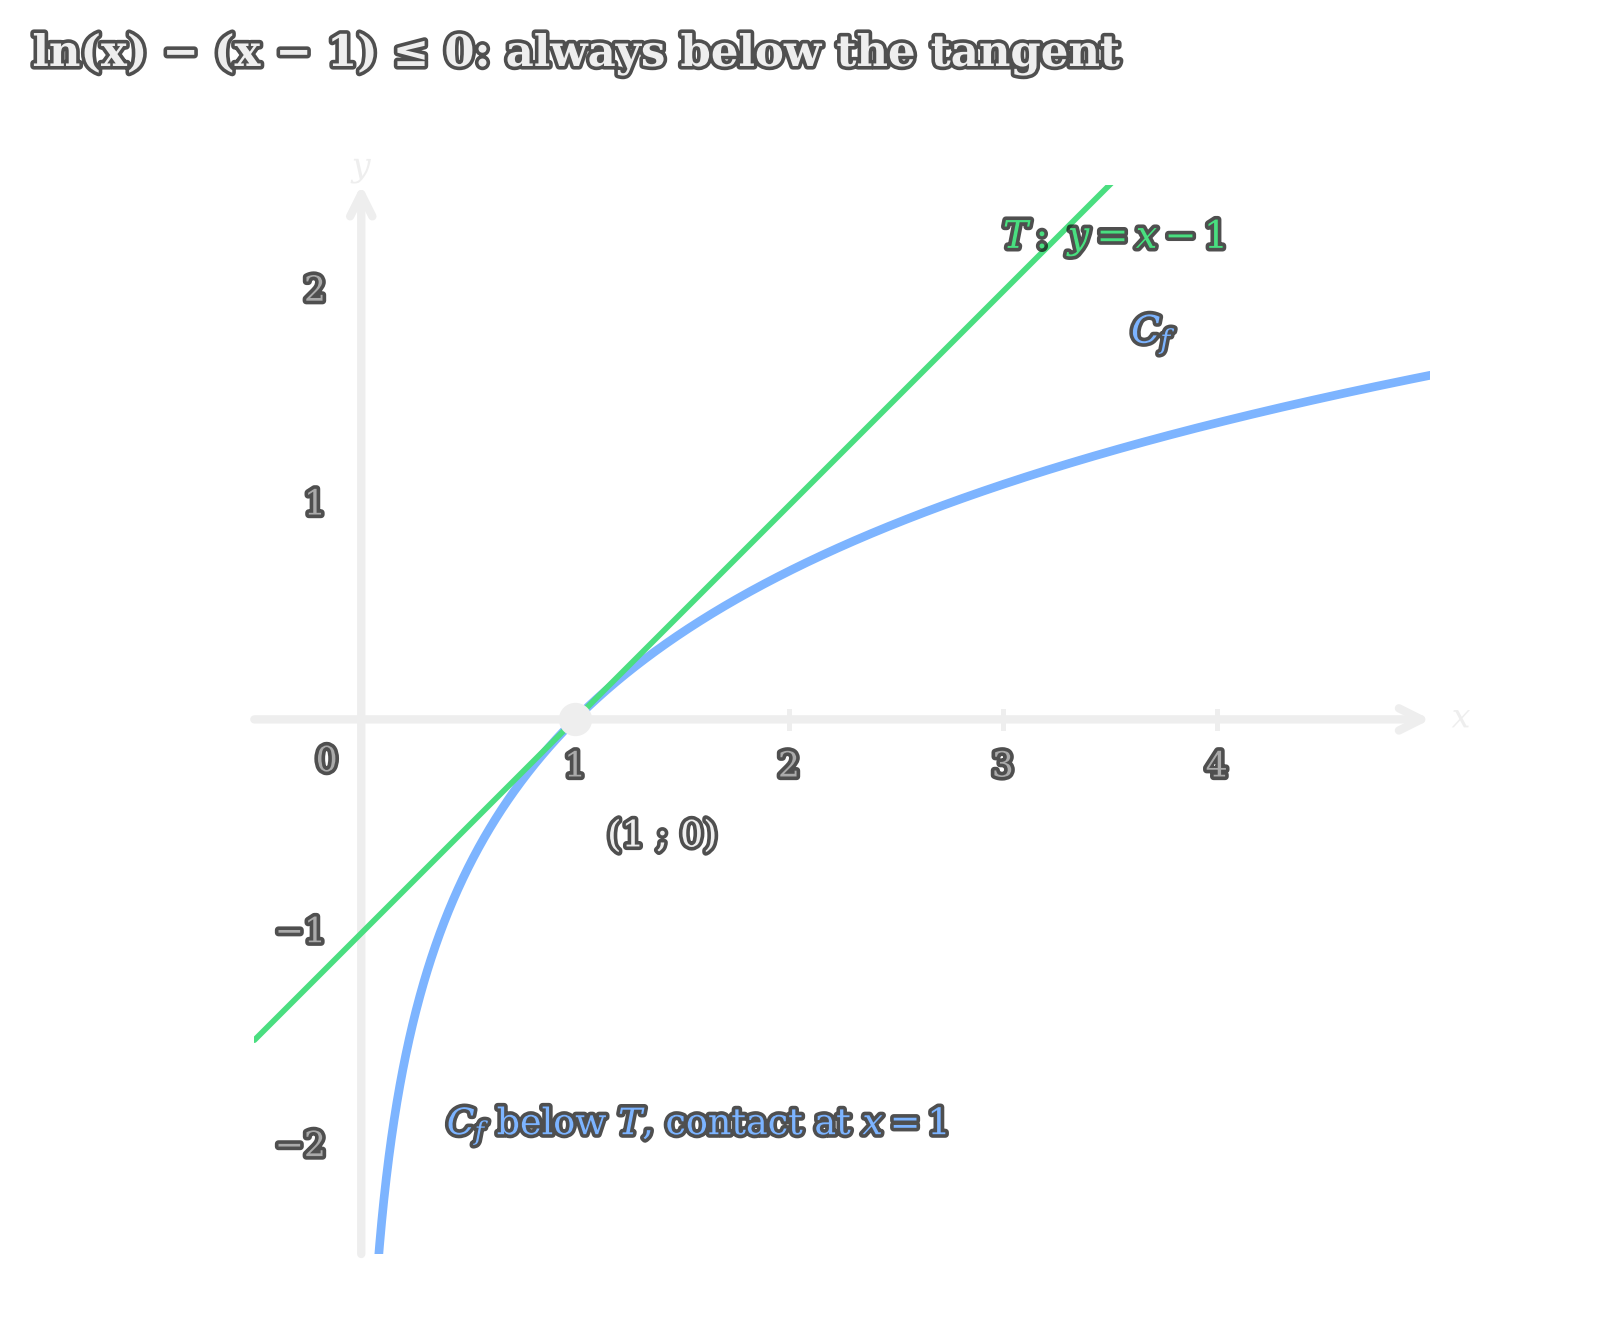 ln(x) − (x − 1) ≤ 0: always below the tangent
y
T: y = x − 1
2
C_f
1
x
0
1 2 3 4
(1 ; 0)
−1
C_f below T, contact at x = 1
−2